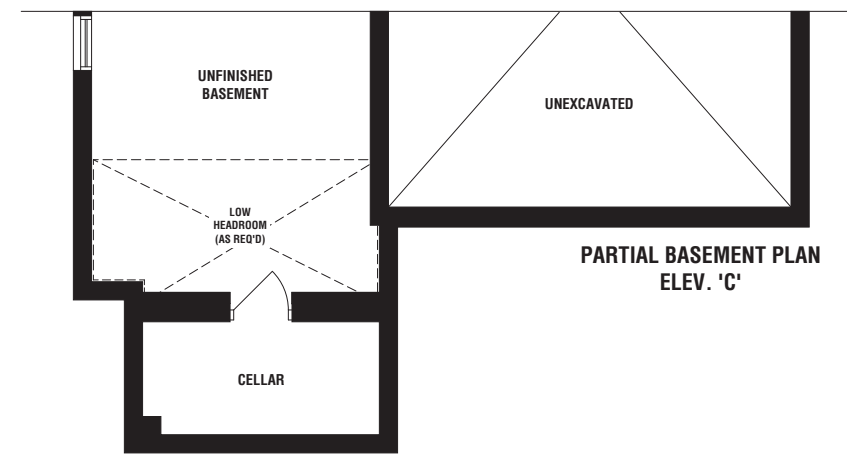 UNFINISHED
BASEMENT
UNEXCAVATED
LOW
HEADROOM
(AS REQ'D)
PARTIAL BASEMENT PLAN
ELEV. 'C'
CELLAR